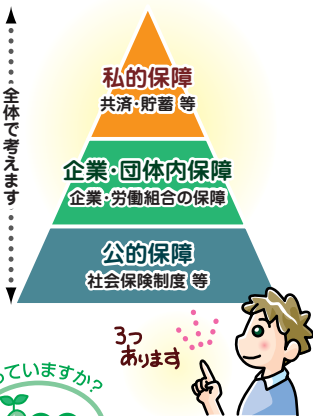 私的保障
共済・貯蓄 等
企業・団体内保障
企業・労働組合の保障
公的保障
社会保険制度 等
全体で考えます
3つ
あります
っていますか?